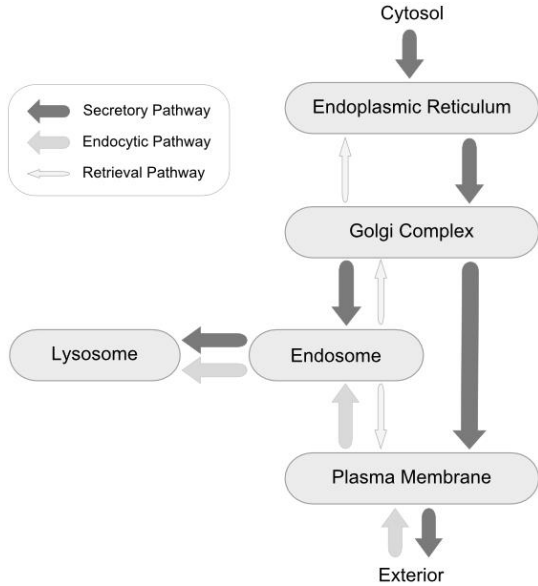 Cytosol
Secretory Pathway
Endocytic Pathway
Retrieval Pathway
Endoplasmic Reticulum
Golgi Complex
Lysosome
Endosome
Plasma Membrane
Exterior